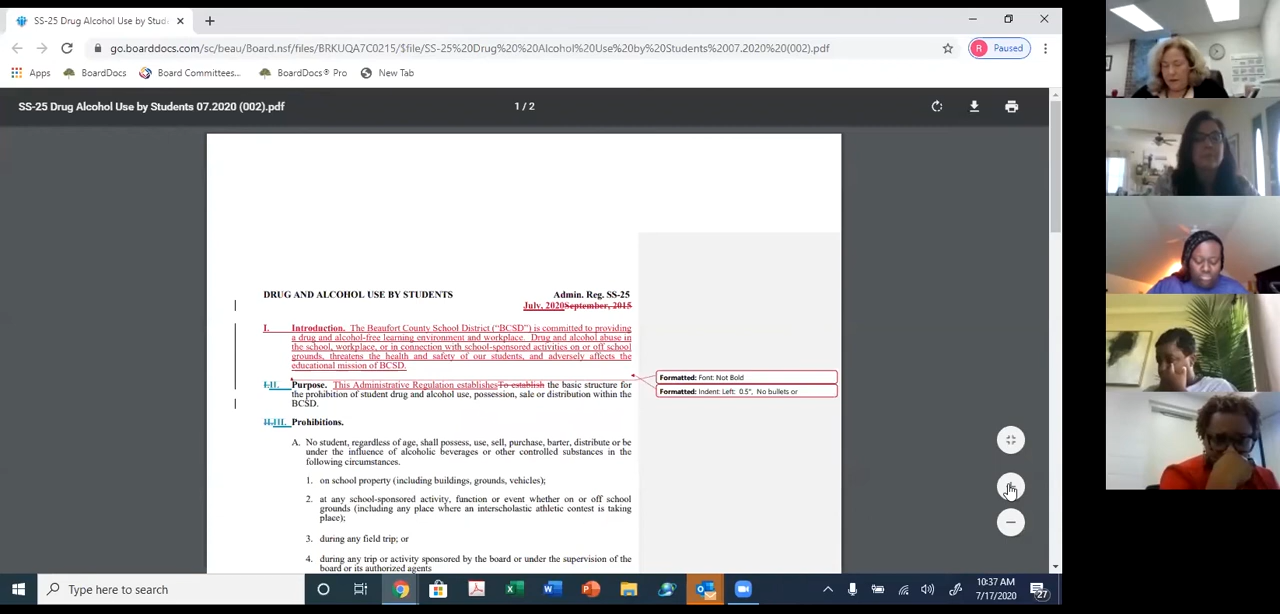 SS-25 Drug Alcohol Use by Stude
go.boarddocs.com/sc/beau/Board.nsf/files/BRKUQA7C0215/$file/SS-25%20Drug%20%20Alcohol%20Use%20by%20Students%2007.2020%20(002).pdf
R Paused
Apps BoardDocs Board Committees... BoardDocs® Pro New Tab
SS-25 Drug Alcohol Use by Students 07.2020 (002).pdf
1 / 2
DRUG AND ALCOHOL USE BY STUDENTS Admin. Reg. SS-25
July, 2020September, 2015
I. Introduction. The Beaufort County School District ("BCSD") is committed to providing
a drug and alcohol-free learning environment and workplace. Drug and alcohol abuse in
the school, workplace, or in connection with school-sponsored activities on or off school
grounds, threatens the health and safety of our students, and adversely affects the
educational mission of BCSD.
Formatted: Font: Not Bold
I.II. Purpose. This Administrative Regulation establishesTo establish the basic structure for
Formatted: Indent: Left: 0.5", No bullets or
the prohibition of student drug and alcohol use, possession, sale or distribution within the
BCSD.
II.III. Prohibitions.
A. No student, regardless of age, shall possess, use, sell, purchase, barter, distribute or be
under the influence of alcoholic beverages or other controlled substances in the
following circumstances.
1. on school property (including buildings, grounds, vehicles);
2. at any school-sponsored activity, function or event whether on or off school
grounds (including any place where an interscholastic athletic contest is taking
place);
3. during any field trip; or
4. during any trip or activity sponsored by the board or under the supervision of the
board or its authorized agents
Type here to search
10:37 AM
7/17/2020
27